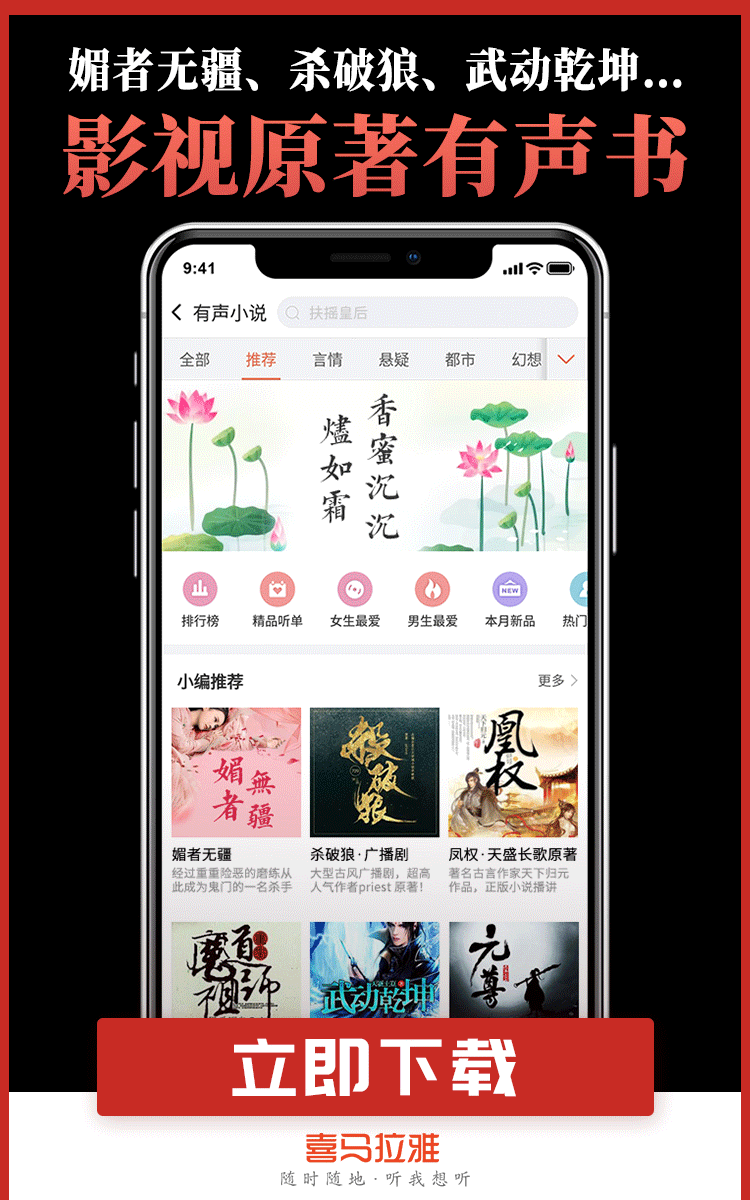 媚者无疆、杀破狼、武动乾坤...
影视原著有声书
9:41
有声小说
扶摇皇后
全部 推荐 言情 悬疑 都市 幻想
香蜜沉沉
燼如霜
NEW
排行榜 精品听单 女生最爱 男生最爱 本月新品 热门
小编推荐
更多
媚者
無疆
殺破狼
凰权
媚者无疆
经过重重险恶的磨练从
此成为鬼门的一名杀手
杀破狼·广播剧
大型古风广播剧，超高
人气作者priest 原著！
凤权·天盛长歌原著
著名古言作家天下归元
作品，正版小说播讲
魔道祖师
武动乾坤
元尊
立即下载
喜马拉雅
随时随地·听我想听